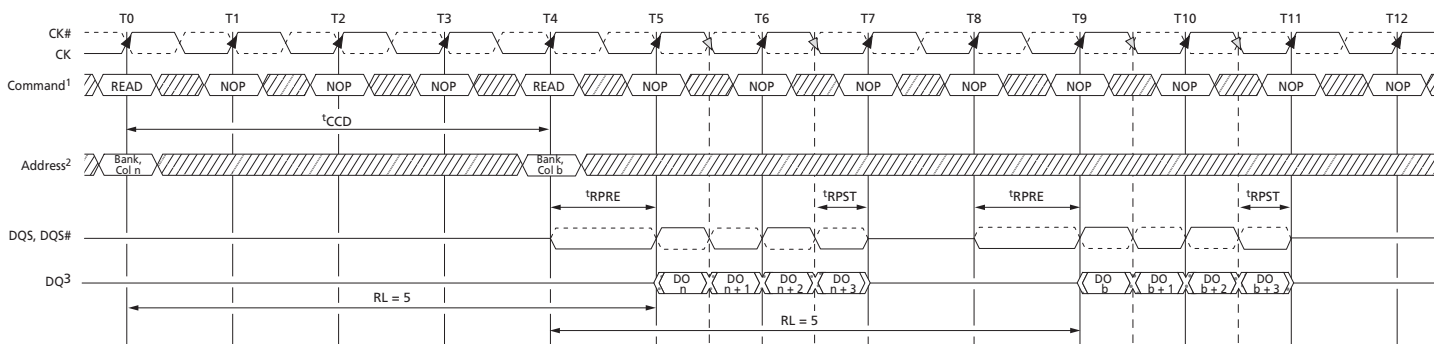 T0 T1 T2 T3 T4 T5 T6 T7 T8 T9 T10 T11 T12
CK#
CK
Command1 READ NOP NOP NOP READ NOP NOP NOP NOP NOP NOP NOP NOP
tCCD
Address2 Bank, Col n Bank, Col b
tRPRE tRPST tRPRE tRPST
DQS, DQS#
DQ3 DO n DO n + 1 DO n + 2 DO n + 3 DO b DO b + 1 DO b + 2 DO b + 3
RL = 5
RL = 5